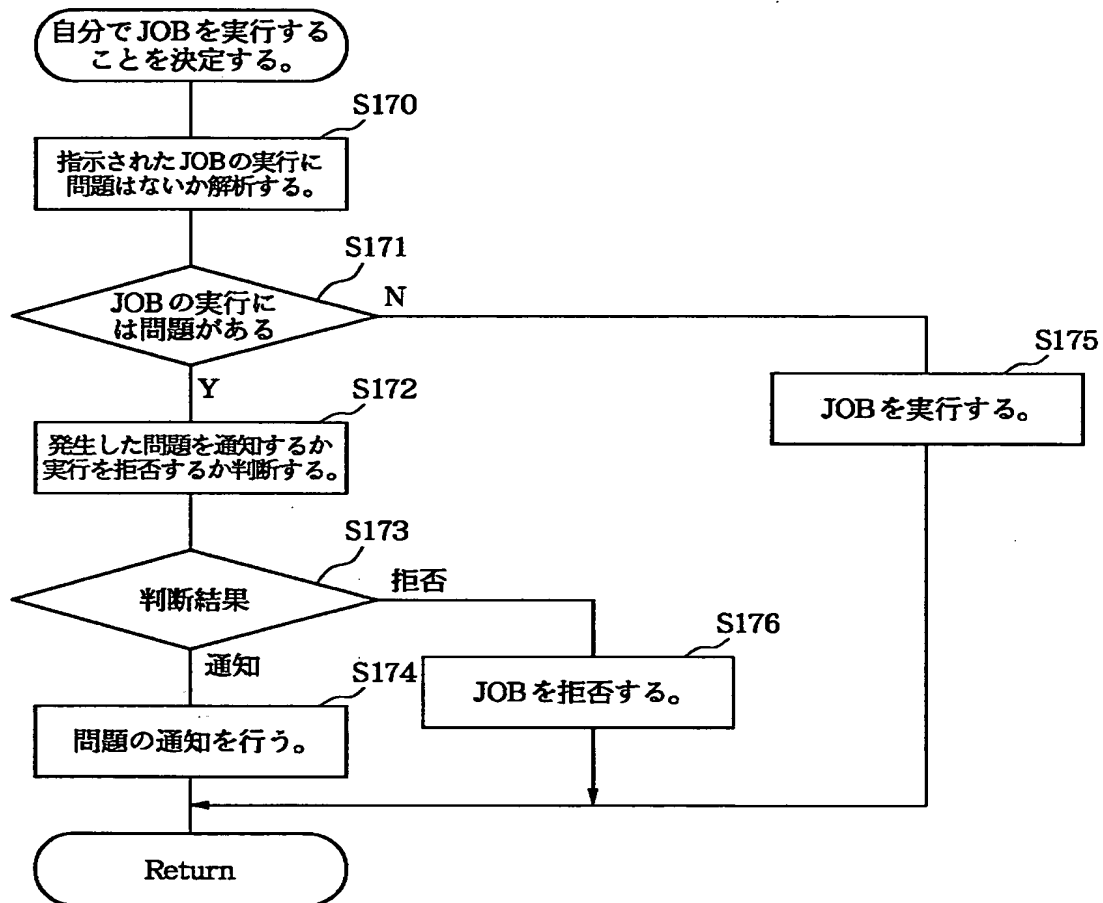 自分でJOBを実行する
ことを決定する。
S170
指示されたJOBの実行に
問題はないか解析する。
S171
JOBの実行に
は問題がある
N
Y
S175
JOBを実行する。
S172
発生した問題を通知するか
実行を拒否するか判断する。
S173
判断結果
拒否
通知
S176
JOBを拒否する。
S174
問題の通知を行う。
Return